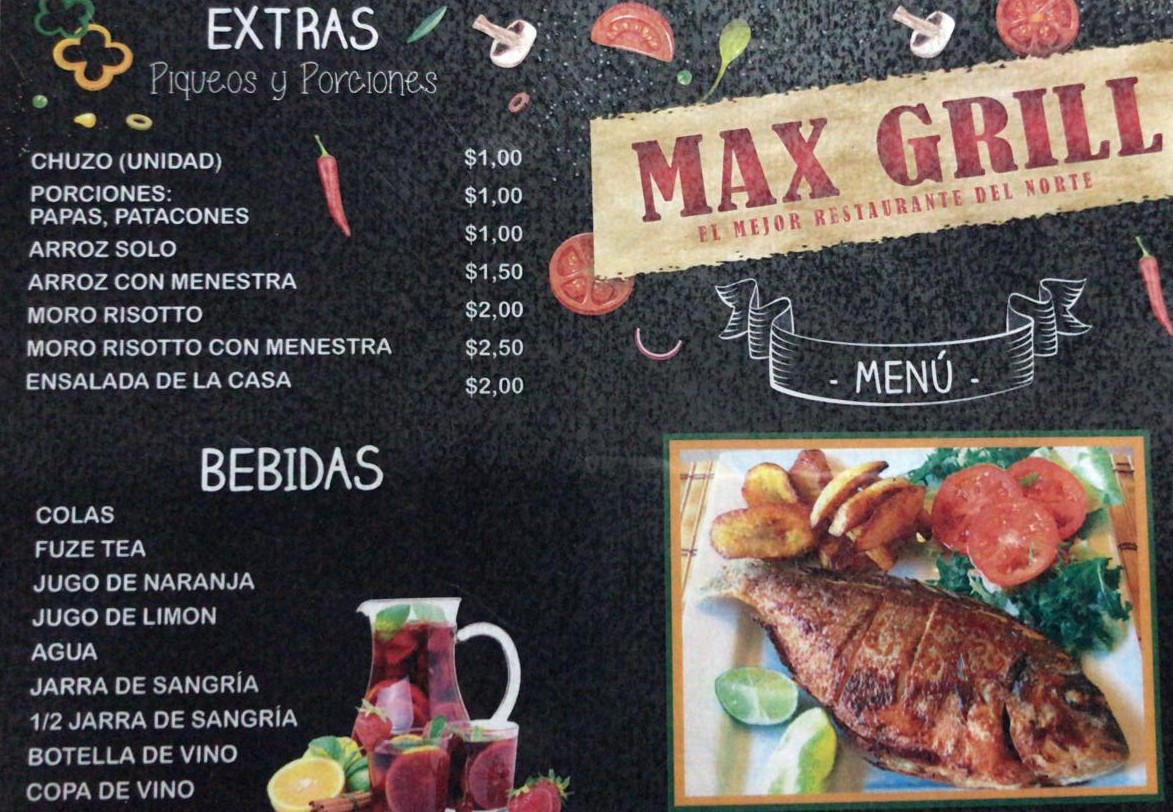 EXTRAS
Piqueos y Porciones
CHUZO (UNIDAD) $1,00
PORCIONES: $1,00
PAPAS, PATACONES
ARROZ SOLO $1,00
ARROZ CON MENESTRA $1,50
MORO RISOTTO $2,00
MORO RISOTTO CON MENESTRA $2,50
ENSALADA DE LA CASA $2,00
BEBIDAS
COLAS
FUZE TEA
JUGO DE NARANJA
JUGO DE LIMON
AGUA
JARRA DE SANGRÍA
1/2 JARRA DE SANGRÍA
BOTELLA DE VINO
COPA DE VINO
MAX GRILL
EL MEJOR RESTAURANTE DEL NORTE
- MENÚ -